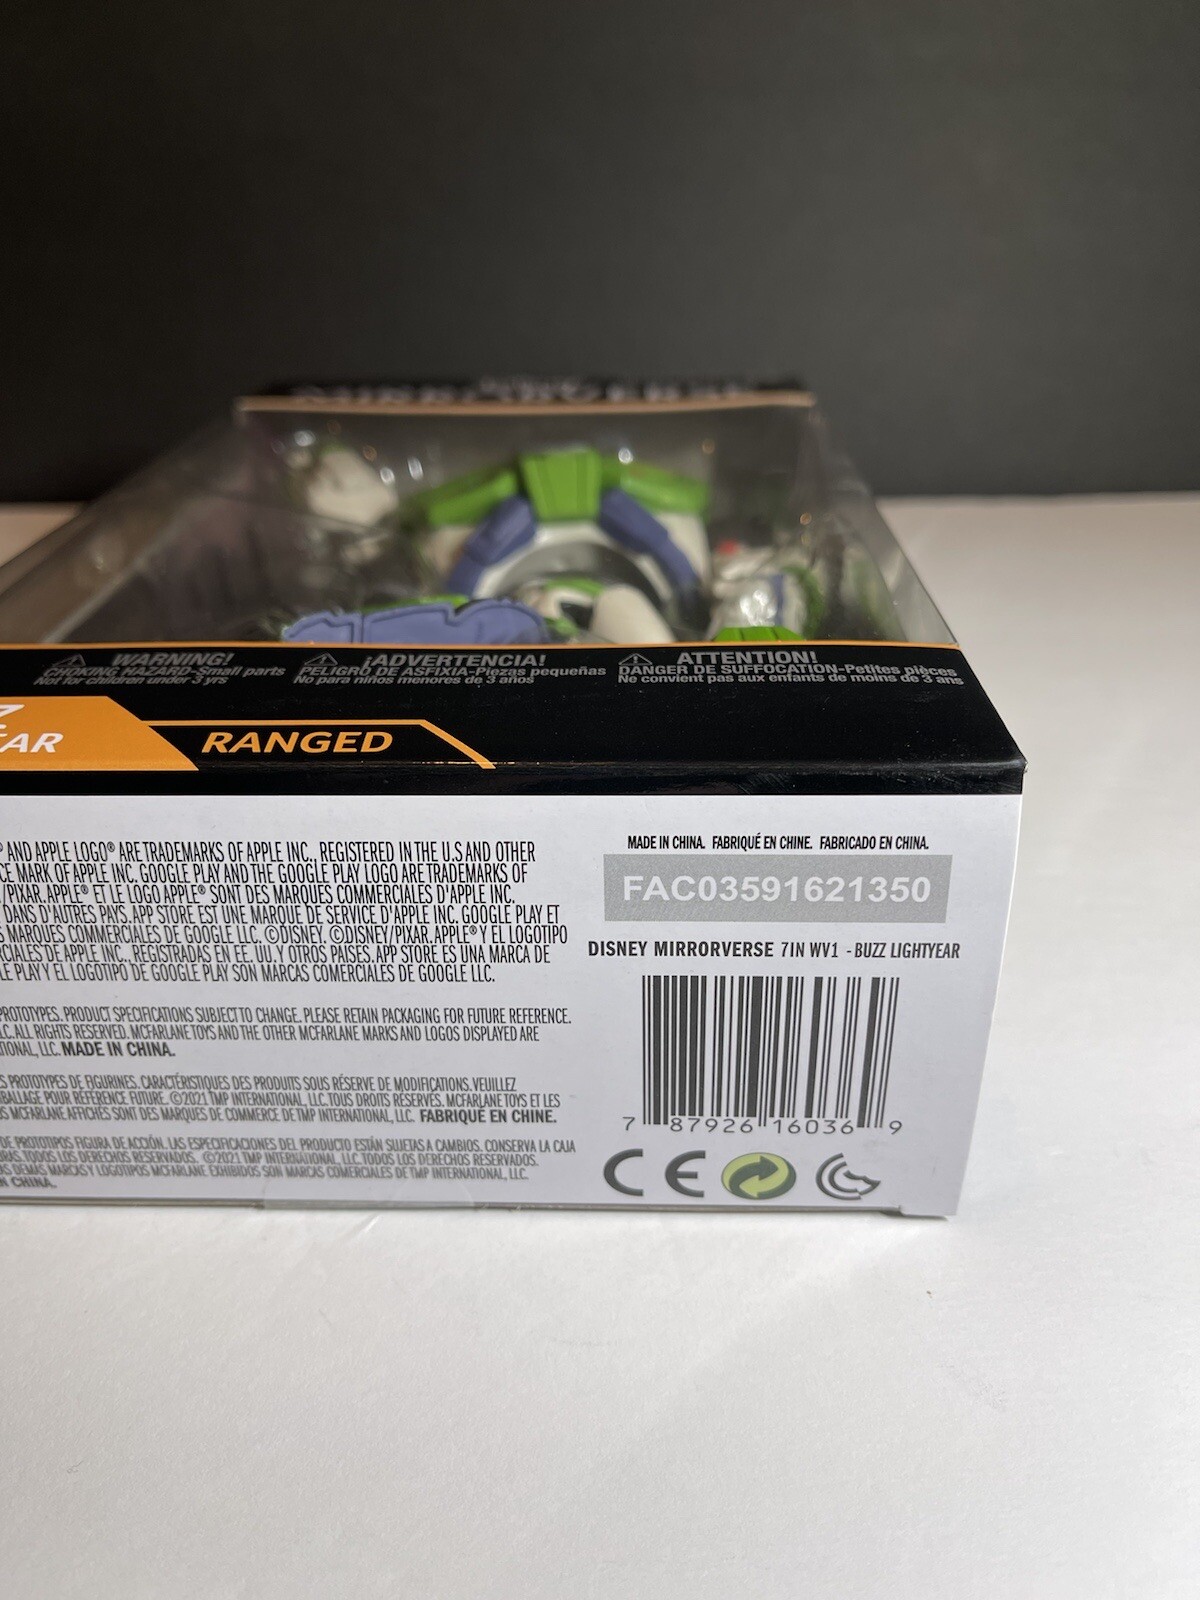 WARNING!
CHOKING HAZARD-Small parts
Not for children under 3 yrs
¡ADVERTENCIA!
PELIGRO DE ASFIXIA-Piezas pequeñas
No para niños menores de 3 años
ATTENTION!
DANGER DE SUFFOCATION-Petites pièces
Ne convient pas aux enfants de moins de 3 ans
Z
AR
RANGED
AND APPLE LOGO® ARE TRADEMARKS OF APPLE INC., REGISTERED IN THE U.S AND OTHER
CE MARK OF APPLE INC. GOOGLE PLAY AND THE GOOGLE PLAY LOGO ARE TRADEMARKS OF
/PIXAR. APPLE® ET LE LOGO APPLE® SONT DES MARQUES COMMERCIALES D'APPLE INC.
DANS D'AUTRES PAYS. APP STORE EST UNE MARQUE DE SERVICE D'APPLE INC. GOOGLE PLAY ET
S MARQUES COMMERCIALES DE GOOGLE LLC. ©DISNEY. ©DISNEY/PIXAR. APPLE® Y EL LOGOTIPO
RCIALES DE APPLE INC., REGISTRADAS EN EE. UU. Y OTROS PAÍSES. APP STORE ES UNA MARCA DE
LE PLAY Y EL LOGOTIPO DE GOOGLE PLAY SON MARCAS COMERCIALES DE GOOGLE LLC.
PROTOTYPES. PRODUCT SPECIFICATIONS SUBJECT TO CHANGE. PLEASE RETAIN PACKAGING FOR FUTURE REFERENCE.
LC. ALL RIGHTS RESERVED. MCFARLANE TOYS AND THE OTHER MCFARLANE MARKS AND LOGOS DISPLAYED ARE
TIONAL, LLC. MADE IN CHINA.
S PROTOTYPES DE FIGURINES. CARACTÉRISTIQUES DES PRODUITS SOUS RÉSERVE DE MODIFICATIONS. VEUILLEZ
BALLAGE POUR RÉFÉRENCE FUTURE. ©2021 TMP INTERNATIONAL, LLC. TOUS DROITS RÉSERVÉS. MCFARLANE TOYS ET LES
S MCFARLANE AFFICHÉS SONT DES MARQUES DE COMMERCE DE TMP INTERNATIONAL, LLC. FABRIQUÉ EN CHINE.
DE PROTOTIPOS FIGURA DE ACCIÓN. LAS ESPECIFICACIONES DEL PRODUCTO ESTÁN SUJETAS A CAMBIOS. CONSERVA LA CAJA
URAS. TODOS LOS DERECHOS RESERVADOS. ©2021 TMP INTERNATIONAL, LLC. TODOS LOS DERECHOS RESERVADOS.
AS DEMÁS MARCAS Y LOGOTIPOS MCFARLANE EXHIBIDOS SON MARCAS COMERCIALES DE TMP INTERNATIONAL, LLC.
N CHINA.
MADE IN CHINA. FABRIQUÉ EN CHINE. FABRICADO EN CHINA.
FAC03591621350
DISNEY MIRRORVERSE 7IN WV1 - BUZZ LIGHTYEAR
7 87926 16036 9
CE